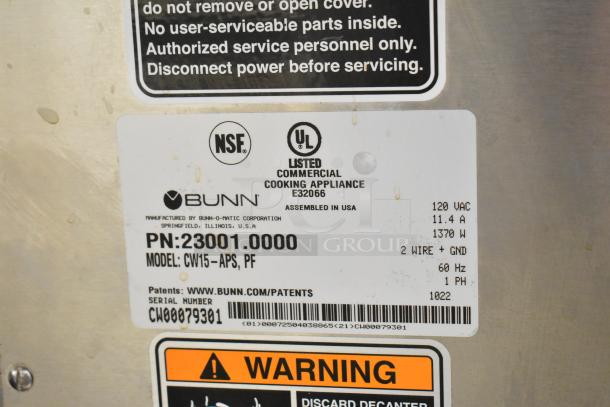 do not remove or open cover.
No user-serviceable parts inside.
Authorized service personnel only.
Disconnect power before servicing.
NSF®
UL
LISTED
COMMERCIAL
COOKING APPLIANCE
E32066
BUNN®
ASSEMBLED IN USA
MANUFACTURED BY BUNN-O-MATIC CORPORATION
SPRINGFIELD, ILLINOIS, U.S.A
PN:23001.0000
MODEL: CW15-APS, PF
120 VAC
11.4 A
1370 W
2 WIRE + GND
60 Hz
1 PH
Patents: WWW.BUNN.COM/PATENTS
1022
SERIAL NUMBER
CW00079301
(01)00072504038865(21)CW00079301
WARNING
DISCARD DECANTER